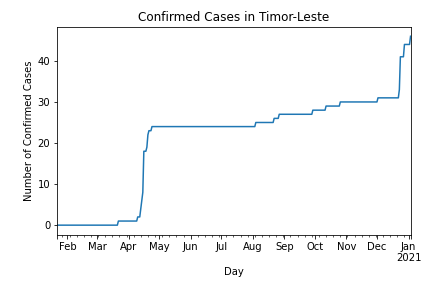 Confirmed Cases in Timor-Leste
Number of Confirmed Cases
40
30
20
10
0
Feb Mar Apr May Jun Jul Aug Sep Oct Nov Dec Jan
2021
Day